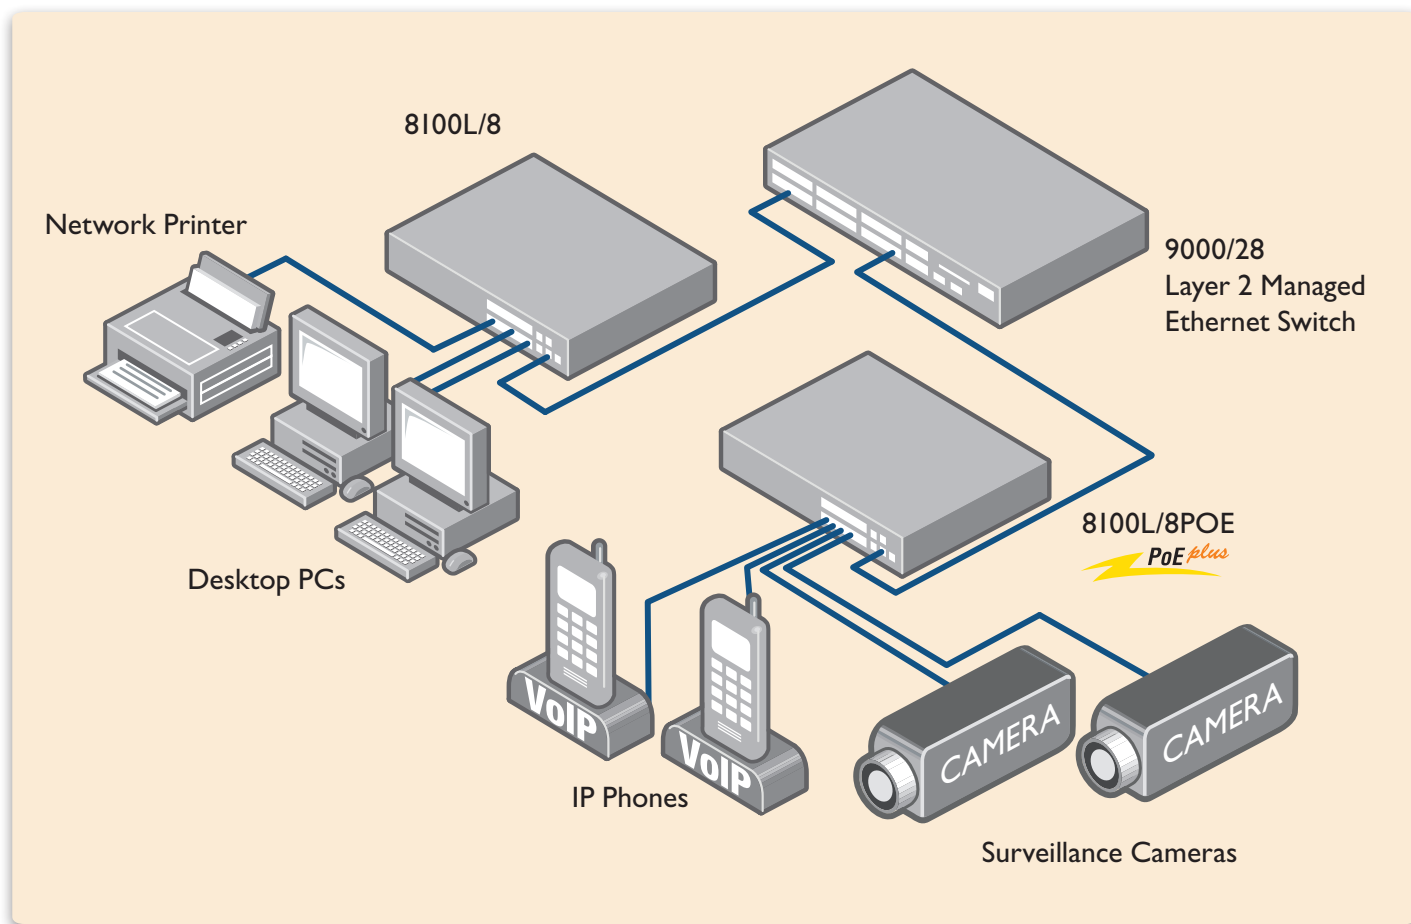 8100L/8
Network Printer
9000/28
Layer 2 Managed
Ethernet Switch
8100L/8POE
PoE plus
Desktop PCs
VoIP
VoIP
CAMERA
CAMERA
IP Phones
Surveillance Cameras